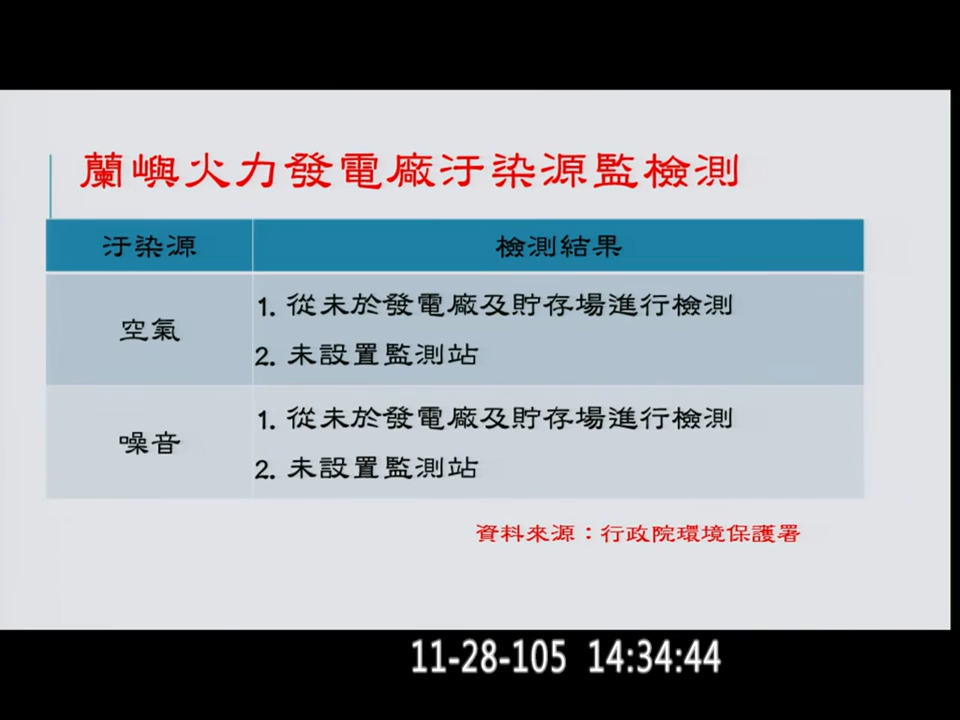 蘭嶼火力發電廠汙染源監檢測
汙染源
檢測結果
空氣
1. 從未於發電廠及貯存場進行檢測
2. 未設置監測站
噪音
1. 從未於發電廠及貯存場進行檢測
2. 未設置監測站
資料來源：行政院環境保護署
11-28-105 14:34:44